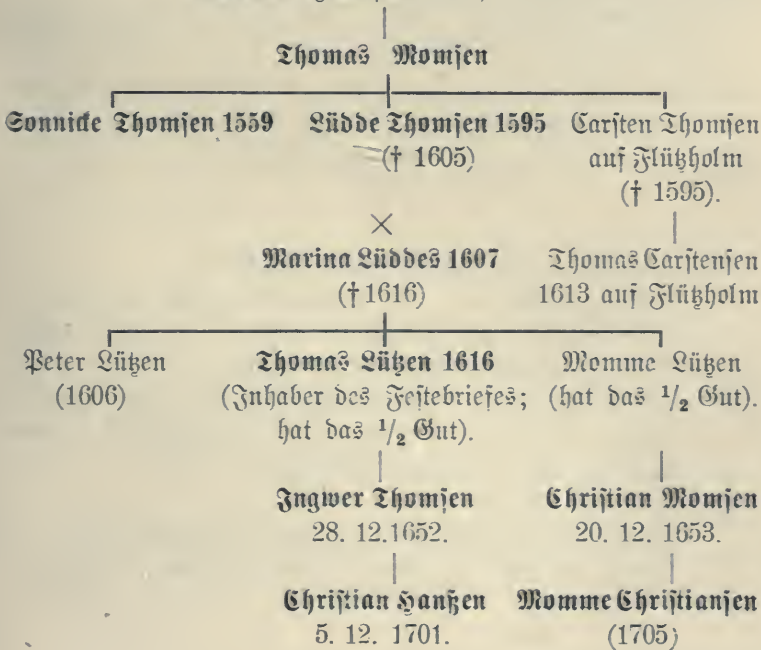 Thomas Momsen
Sonnicke Thomsen 1559 Lüdde Thomsen 1595 Carsten Thomsen
(† 1605) auf Flützholm
(† 1595).
×
Marina Lüddes 1607 Thomas Carstensen
(† 1616) 1613 auf Flützholm
Peter Lützen Thomas Lützen 1616 Momme Lützen
(1606) (Inhaber des Festebriefes; (hat das 1/2 Gut).
hat das 1/2 Gut).
Ingwer Thomsen Christian Momsen
28. 12.1652. 20. 12. 1653.
Christian Hanßen Momme Christiansen
5. 12. 1701. (1705)